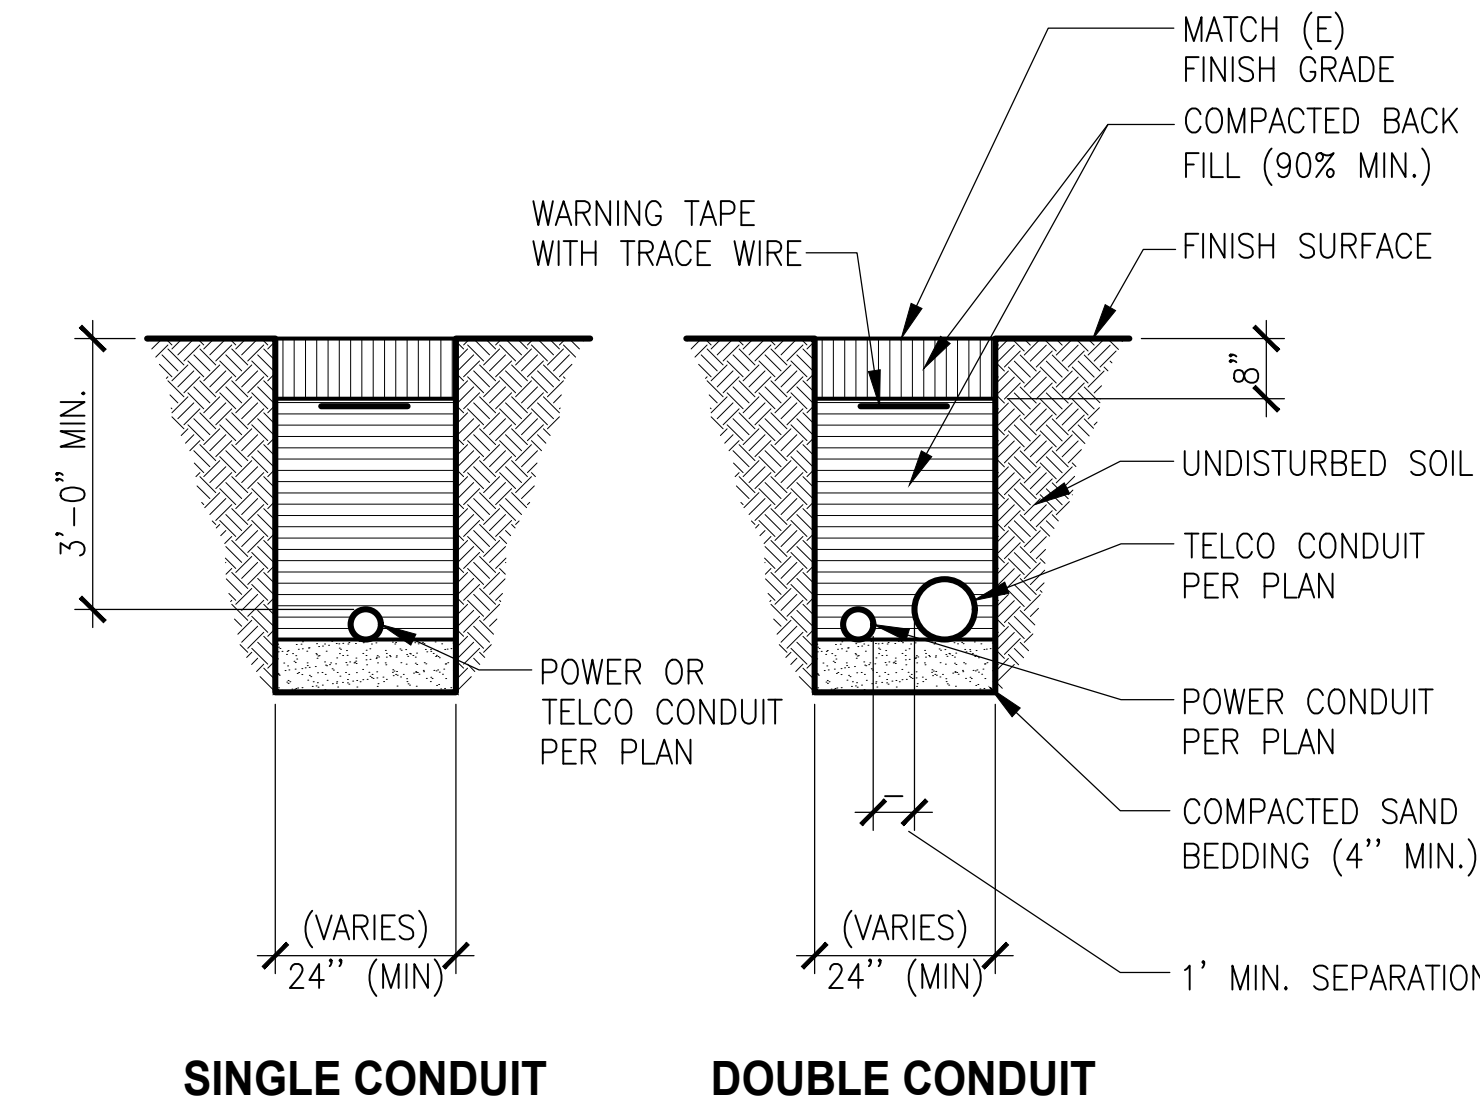 MATCH (E)
FINISH GRADE
COMPACTED BACK
FILL (90% MIN.)
WARNING TAPE
WITH TRACE WIRE
FINISH SURFACE
8"
3'-0" MIN.
UNDISTURBED SOIL
TELCO CONDUIT
PER PLAN
POWER OR
TELCO CONDUIT
PER PLAN
POWER CONDUIT
PER PLAN
COMPACTED SAND
BEDDING (4'' MIN.)
(VARIES)
24'' (MIN)
(VARIES)
24'' (MIN)
1' MIN. SEPARATION
SINGLE CONDUIT
DOUBLE CONDUIT